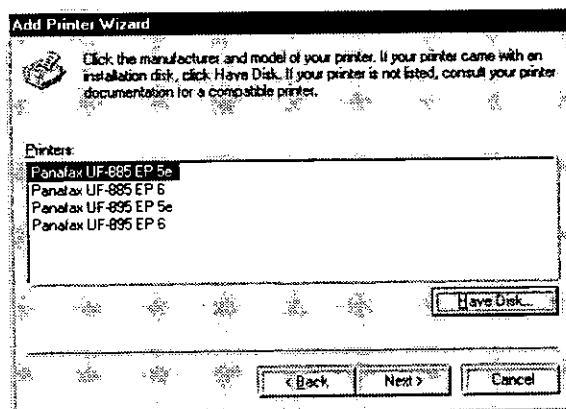 Add Printer Wizard
Click the manufacturer and model of your printer. If your printer came with an
installation disk, click Have Disk. If your printer is not listed, consult your printer
documentation for a compatible printer.
Printers:
Panafax UF-885 EP 5e
Panafax UF-885 EP 6
Panafax UF-895 EP 5e
Panafax UF-895 EP 6
Have Disk...
< Back
Next >
Cancel